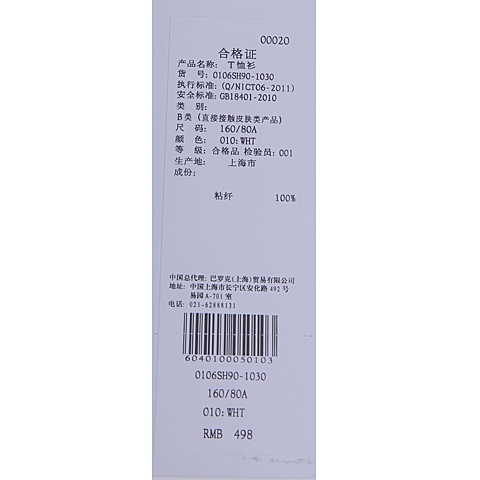 00020
合格证
产品名称: T恤衫
货 号: 0106SH90-1030
执行标准: (Q/NICT06-2011)
安全标准: GB18401-2010
类 别:
B类 (直接接触皮肤类产品)
尺 码: 160/80A
颜 色: 010:WHT
等 级: 合格品 检验员: 001
生产地: 上海市
成份:
粘纤 100%
中国总代理: 巴罗克(上海)贸易有限公司
地址: 中国上海市长宁区安化路 492 号
易园A-701 室
电话: 021-62888131
6040100050103
0106SH90-1030
160/80A
010:WHT
RMB 498